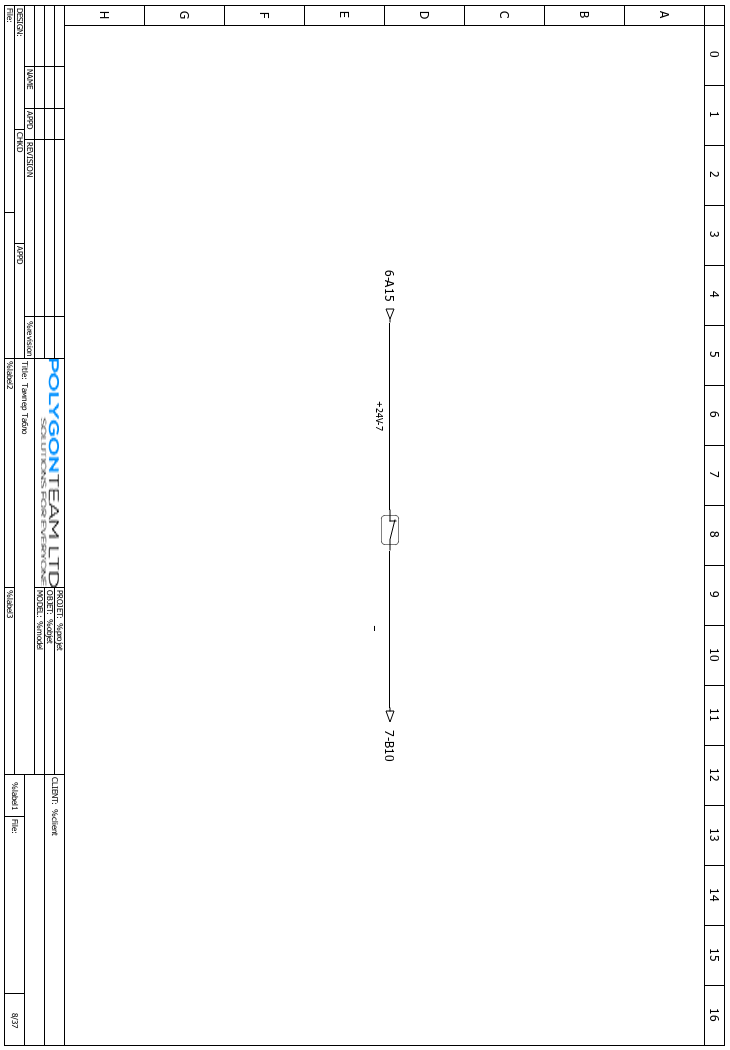 0 1 2 3 4 5 6 7 8 9 10 11 12 13 14 15 16
A
B
C
D
E
F
G
H
6-A15
+24V-7
_
7-B10
NAME
APPD
REVISION
%revision
DESIGN:
CHKD
APPD
File:
POLYGONTEAM LTD
SOLUTIONS FOR EVERYONE
Title: Тампер Табло
%label2
PROJET: %projet
OBJET: %objet
MODEL: %model
%label3
CLIENT: %client
%label1
File:
8/37